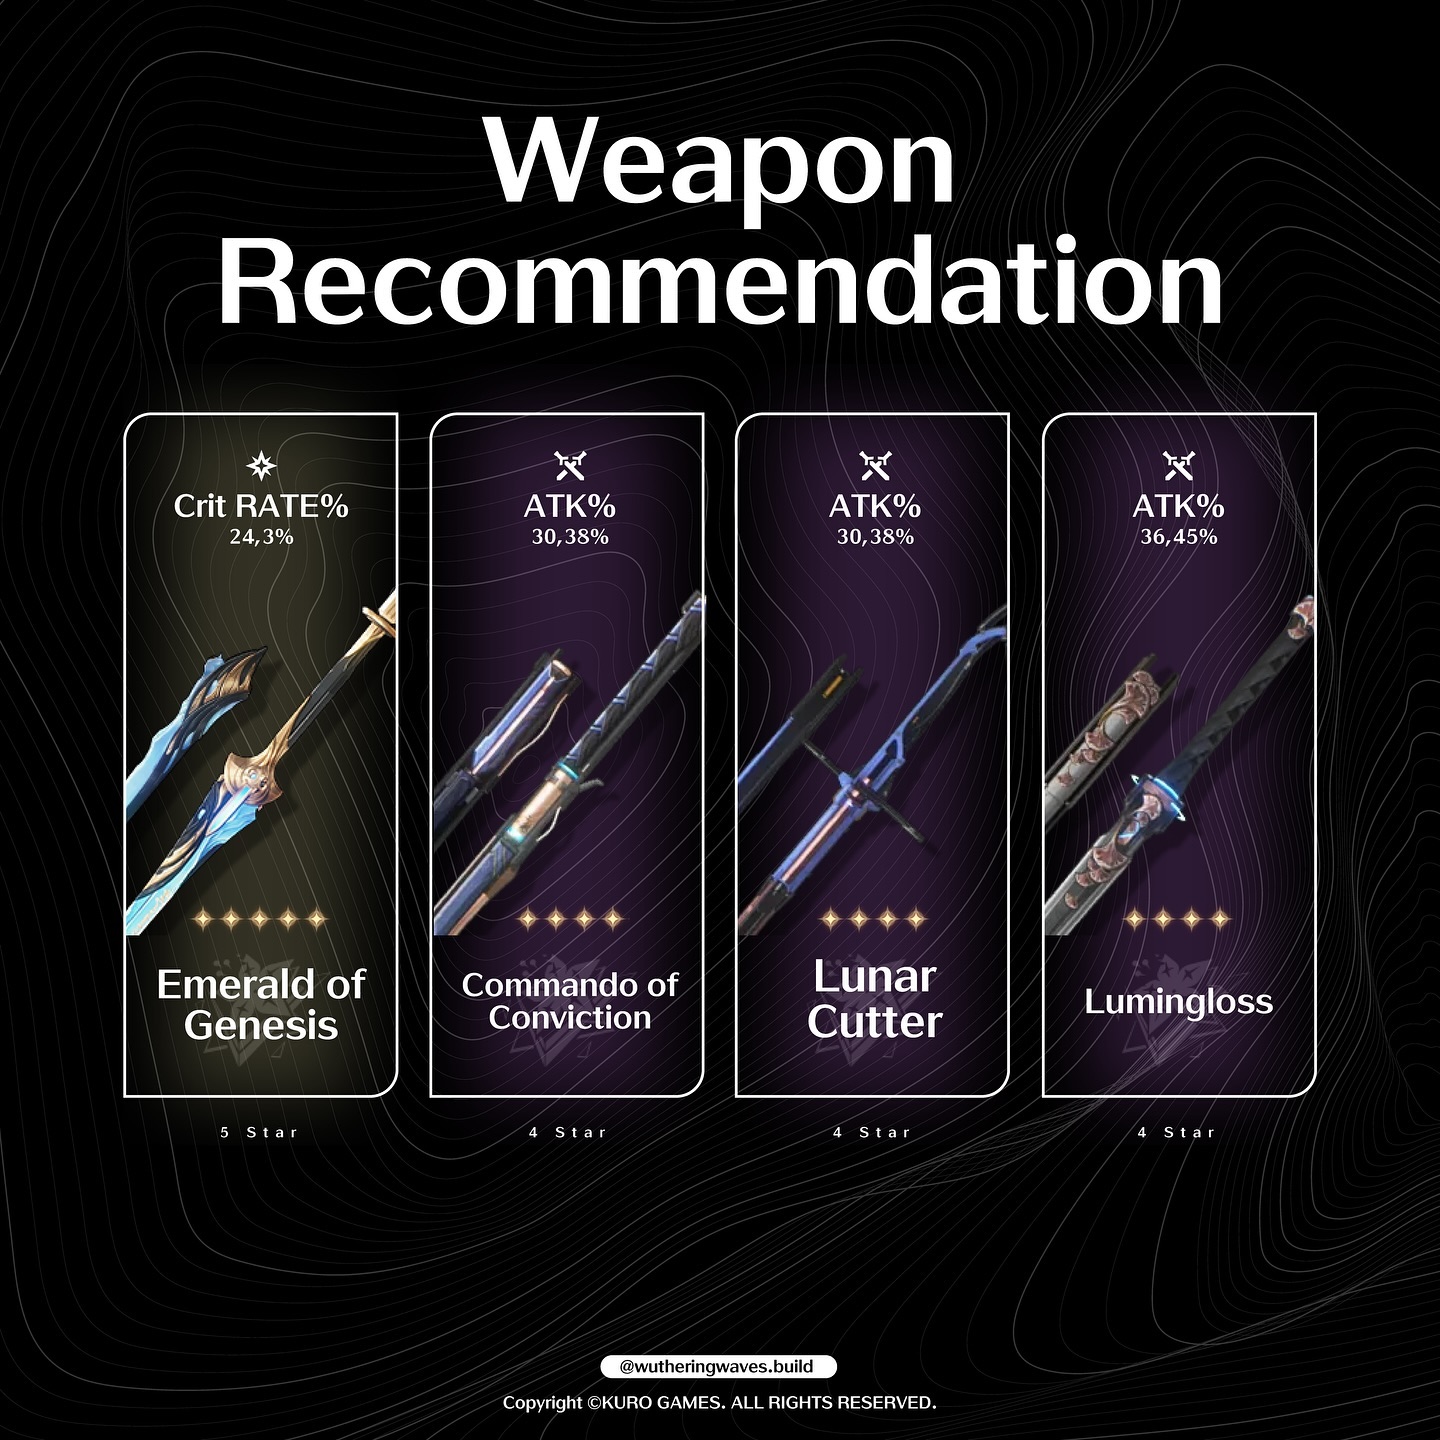 Weapon
Recommendation
Crit RATE%
24,3%
Emerald of
Genesis
5 Star
ATK%
30,38%
Commando of
Conviction
4 Star
ATK%
30,38%
Lunar
Cutter
4 Star
ATK%
36,45%
Lumingloss
4 Star
@wutheringwaves.build
Copyright ©KURO GAMES. ALL RIGHTS RESERVED.